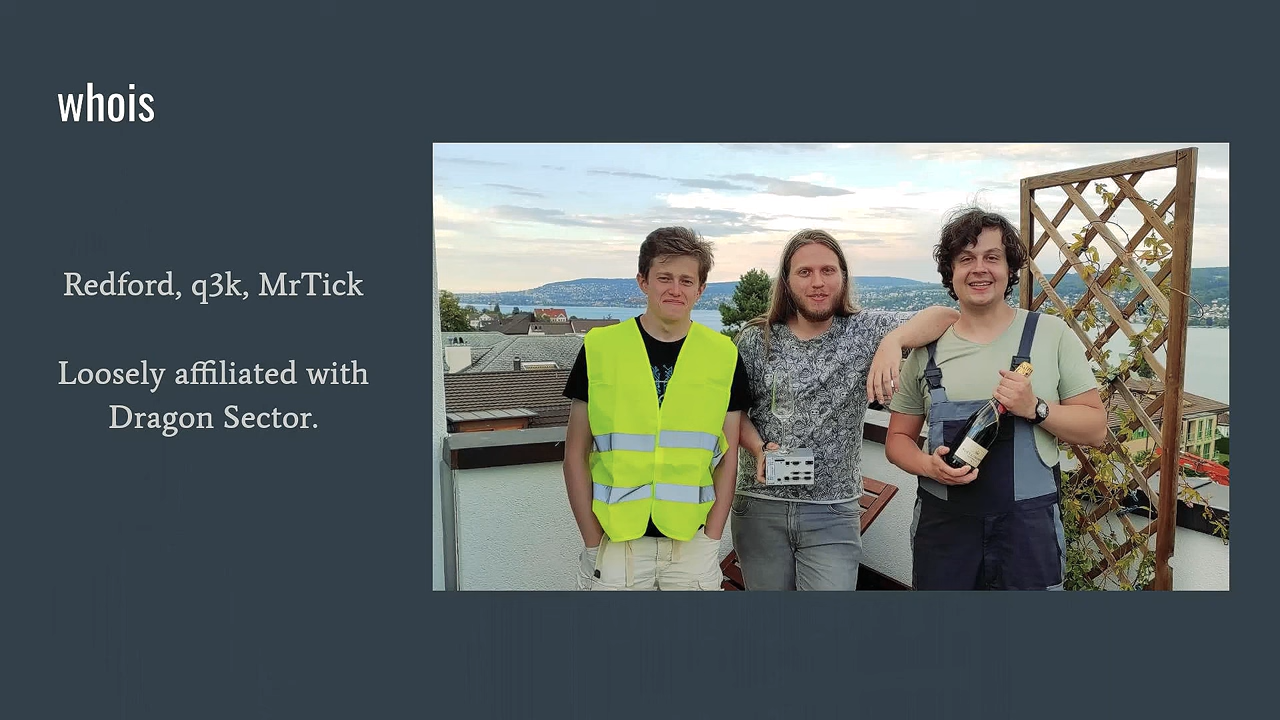 whois
Redford, q3k, MrTick
Loosely affiliated with
Dragon Sector.